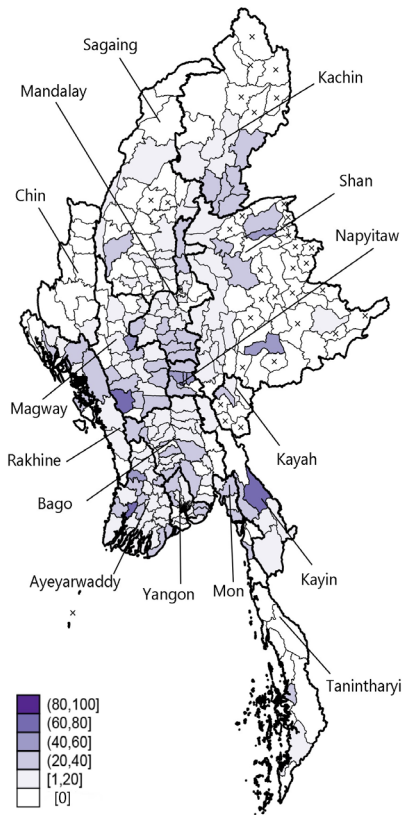 Sagaing
Mandalay
Kachin
Chin
Shan
Napyitaw
Magway
Rakhine
Kayah
Bago
Ayeyarwaddy
Yangon
Mon
Kayin
Tanintharyi
(80,100]
(60,80]
(40,60]
(20,40]
[1,20]
[0]